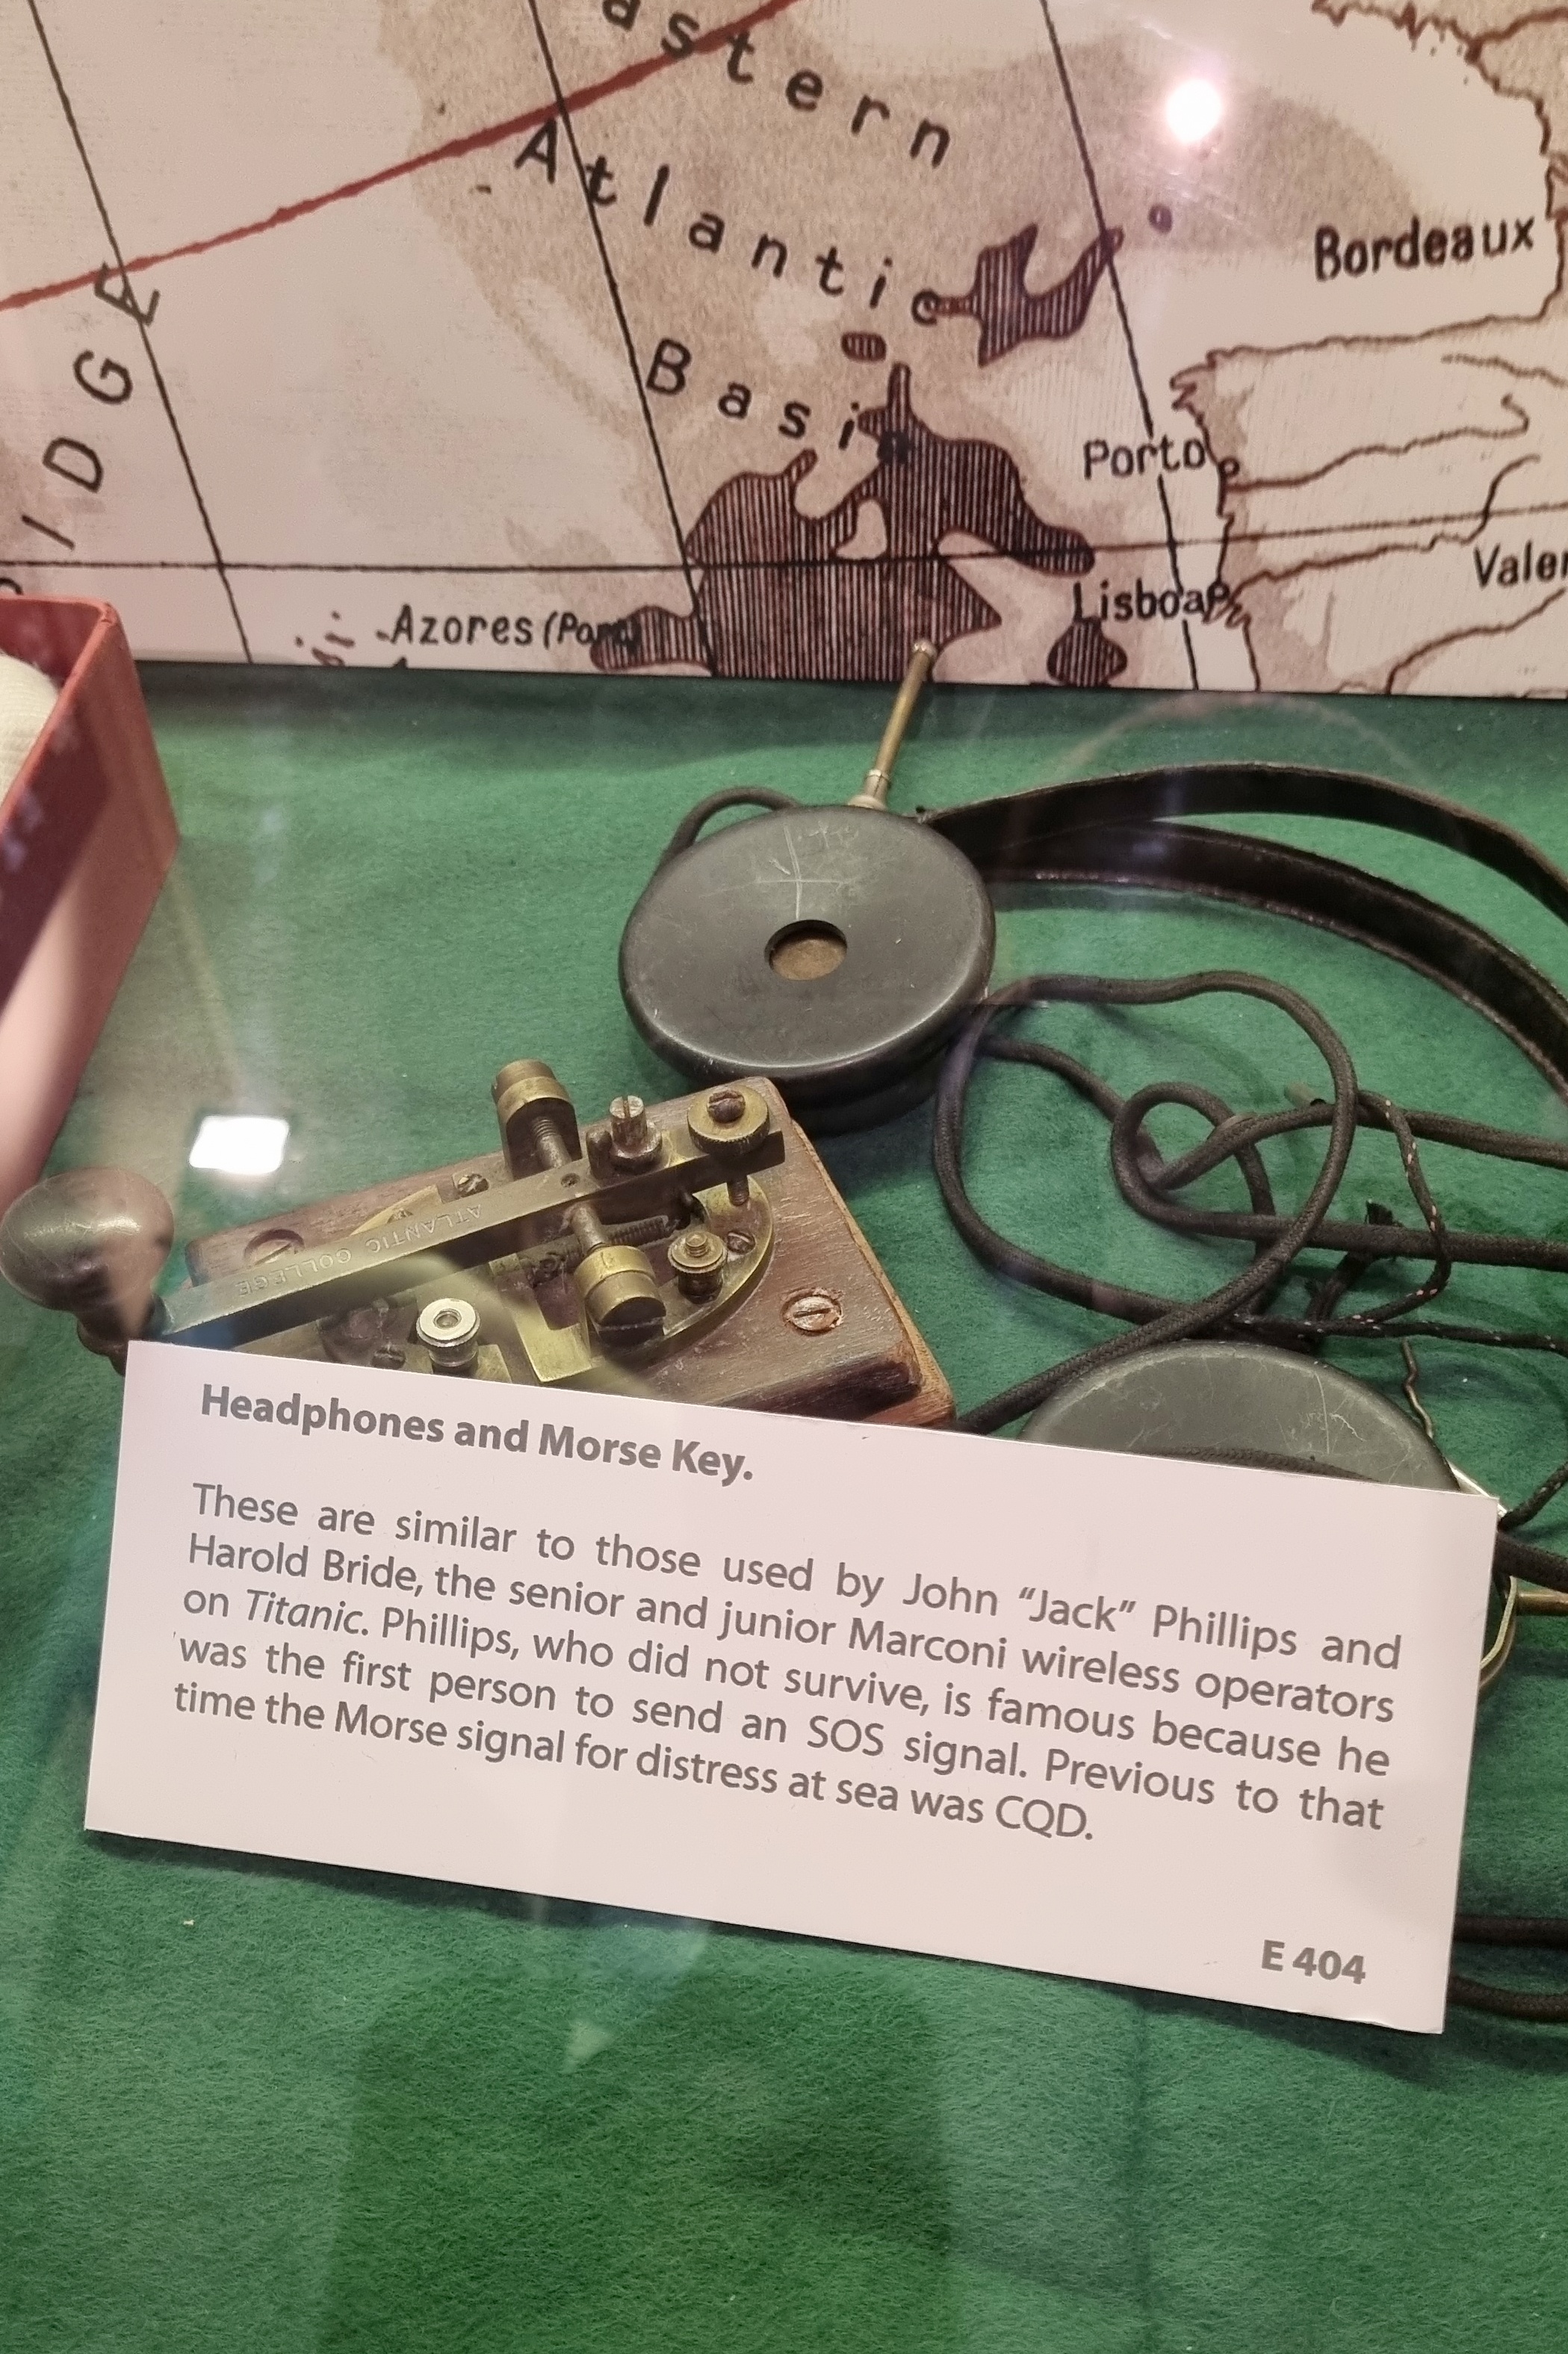 astern
Atlantic
Basin
RIDGE
Bordeaux
Porto
Lisboa
Azores
ATLANTIC COLLEGE
Headphones and Morse Key.
These are similar to those used by John “Jack” Phillips and
Harold Bride, the senior and junior Marconi wireless operators
on Titanic. Phillips, who did not survive, is famous because he
was the first person to send an SOS signal. Previous to that
time the Morse signal for distress at sea was CQD.
E 404